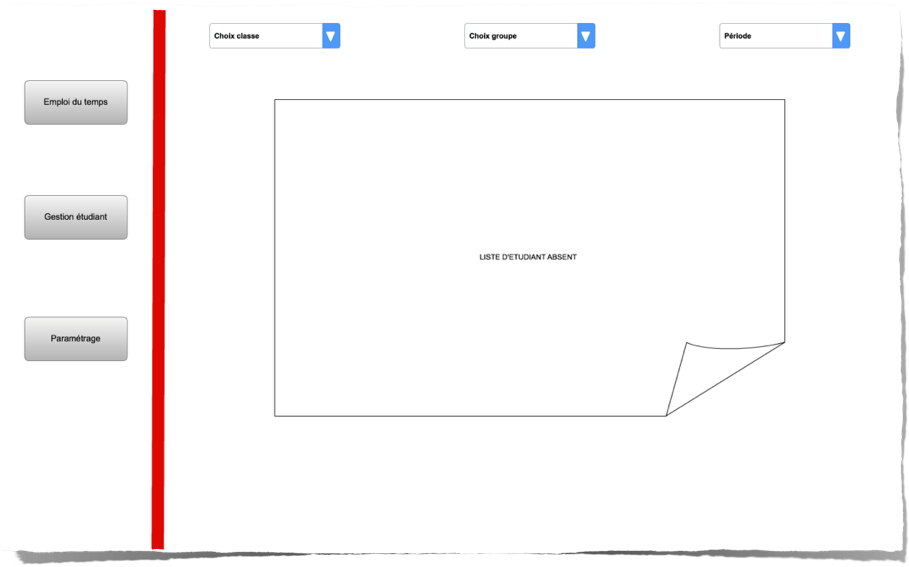 Choix classe
Choix groupe
Période
Emploi du temps
Gestion étudiant
Paramétrage
LISTE D'ETUDIANT ABSENT